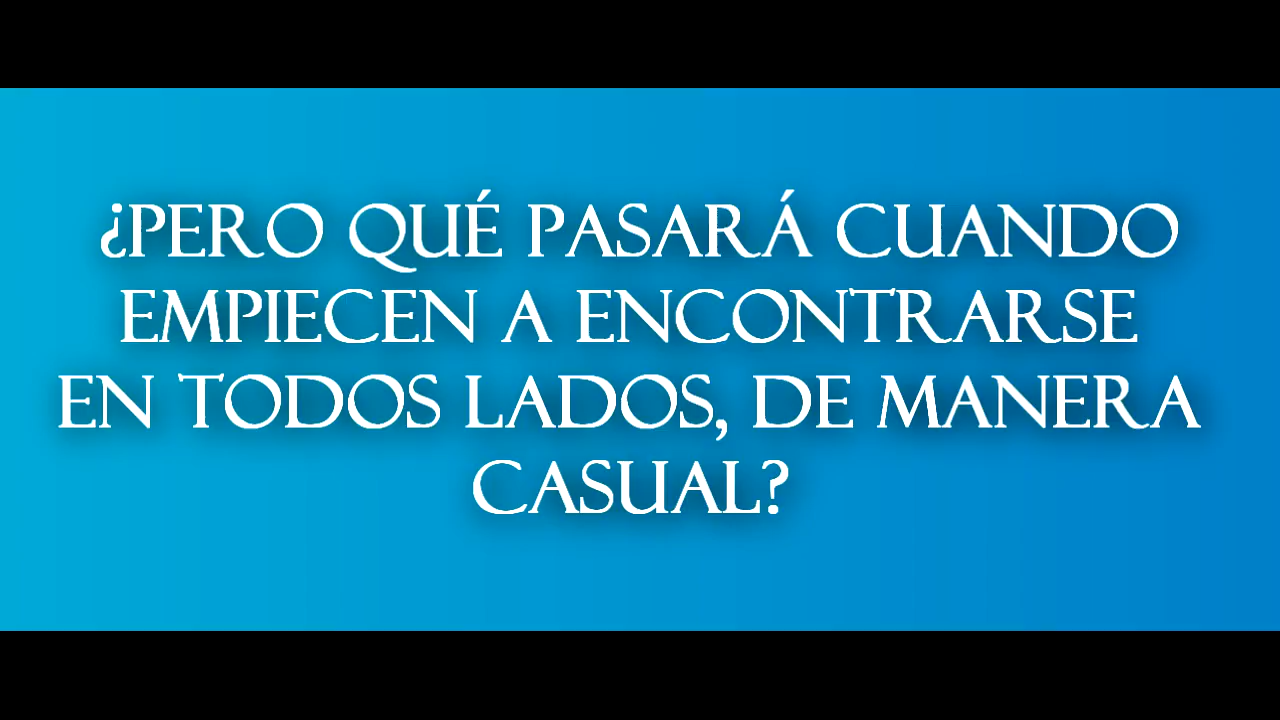 ¿PERO QUÉ PASARÁ CUANDO
EMPIECEN A ENCONTRARSE
EN TODOS LADOS, DE MANERA
CASUAL?